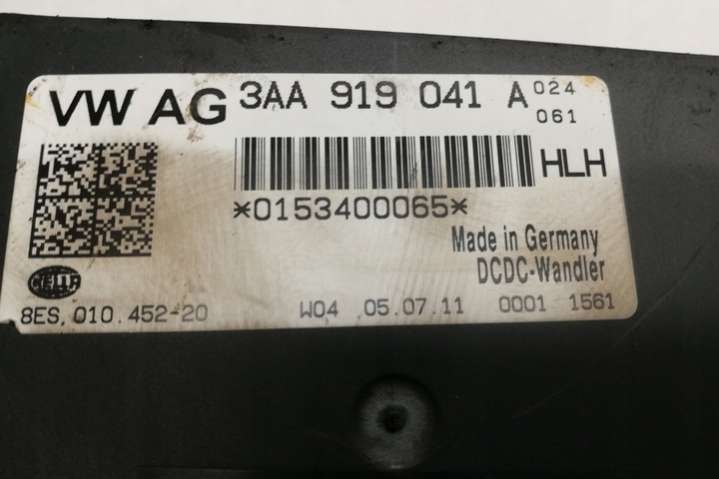 VW AG 3AA 919 041 A 024
061
HLH
*0153400065*
Made in Germany
DCDC-Wandler
HELLA
8ES.010.452-20 W04 05.07.11 0001 1561